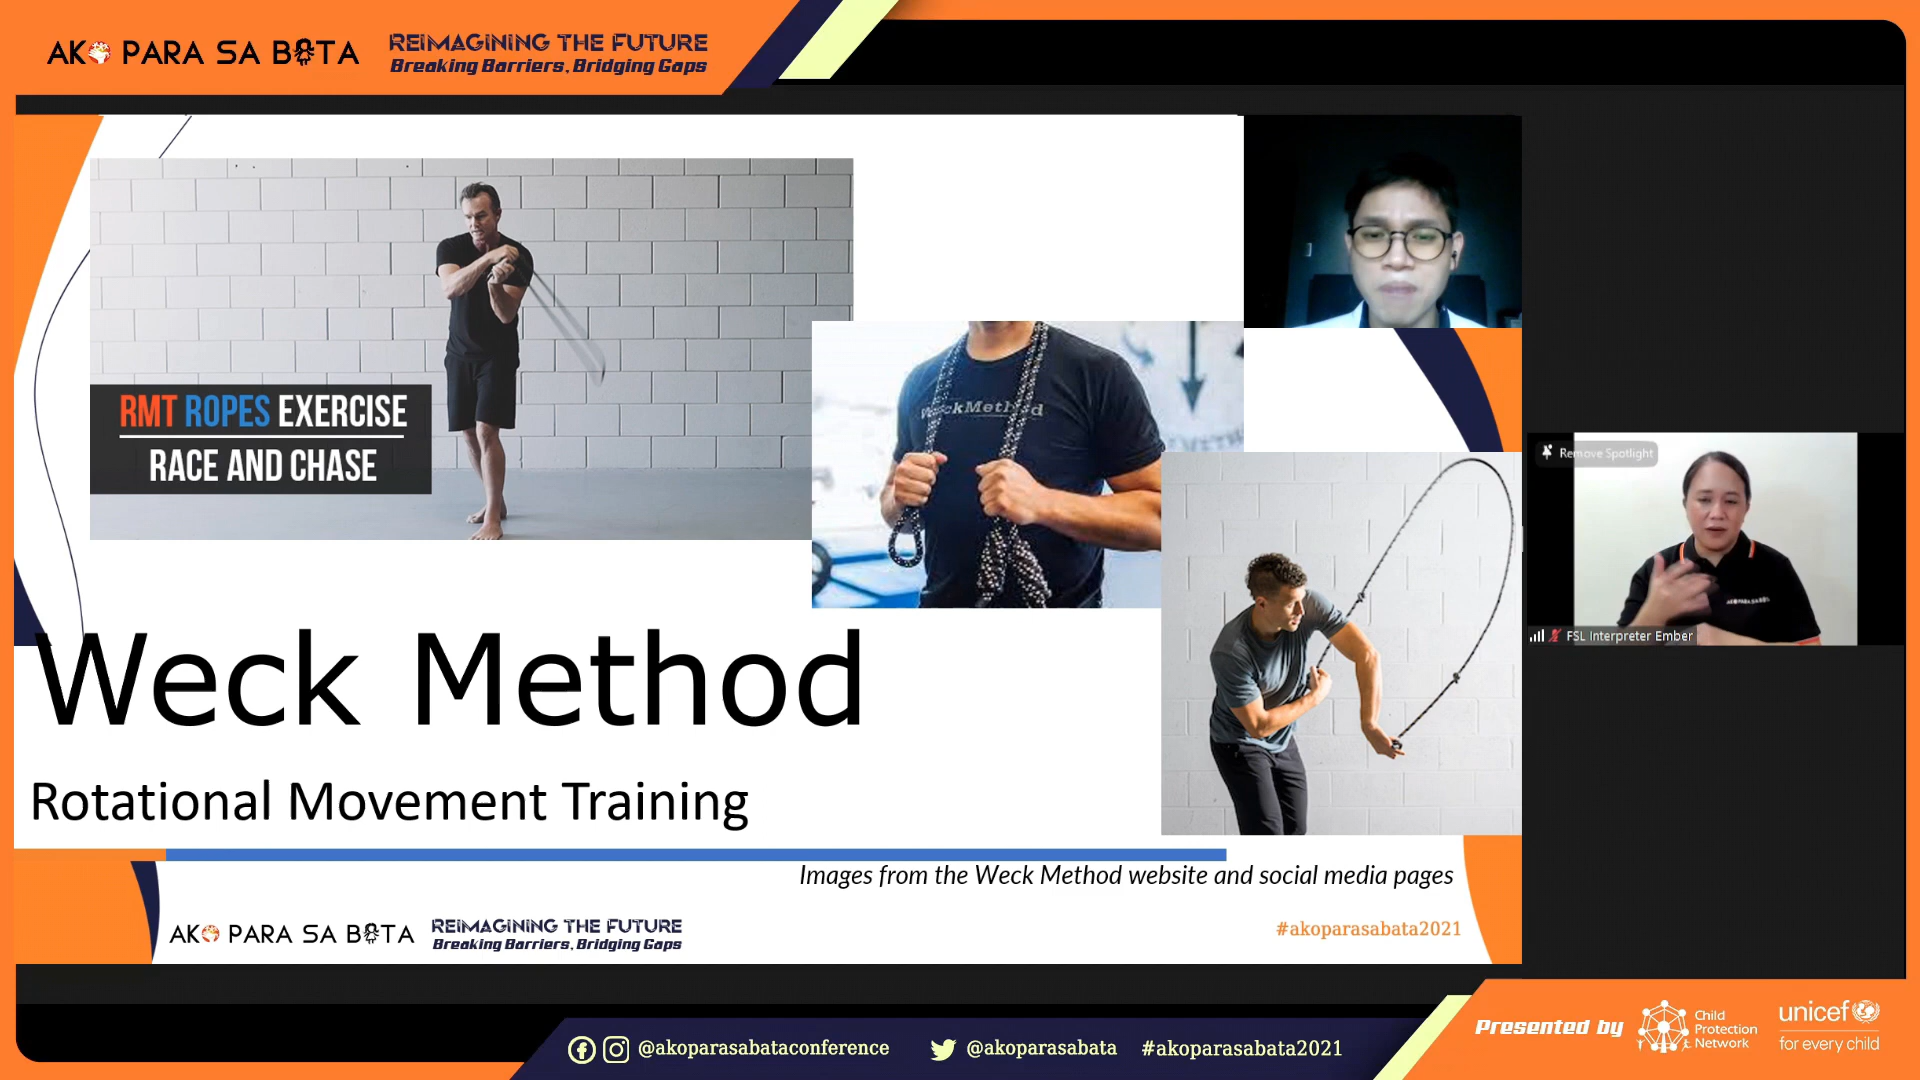 AKO PARA SA BATA
REIMAGINING THE FUTURE
Breaking Barriers, Bridging Gaps
RMT ROPES EXERCISE
RACE AND CHASE
WeckMethod
Remove Spotlight
FSL Interpreter Ember
Weck Method
Rotational Movement Training
Images from the Weck Method website and social media pages
AKO PARA SA BATA
REIMAGINING THE FUTURE
Breaking Barriers, Bridging Gaps
#akoparasabata2021
@akoparasabataconference
@akoparasabata
#akoparasabata2021
Presented by
Child
Protection
Network
unicef
for every child